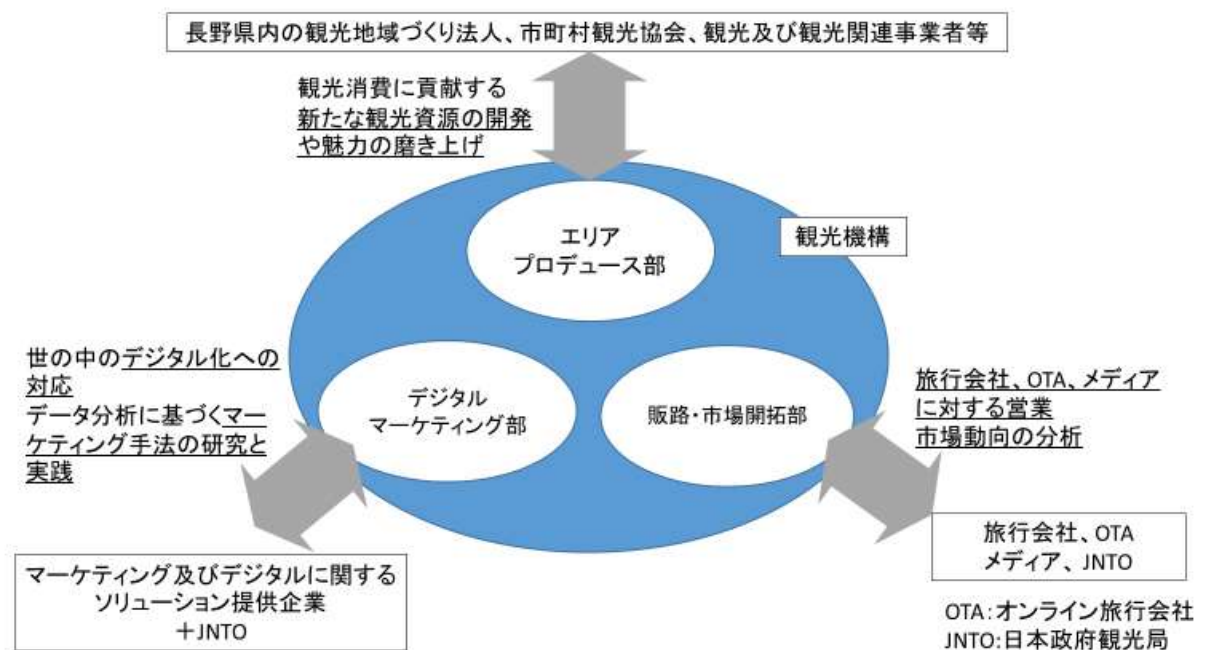 長野県内の観光地域づくり法人、市町村観光協会、観光及び観光関連事業者等
観光消費に貢献する
新たな観光資源の開発
や魅力の磨き上げ
エリア
プロデュース部
観光機構
世の中のデジタル化への
対応
データ分析に基づくマー
ケティング手法の研究と
実践
デジタル
マーケティング部
販路・市場開拓部
旅行会社、OTA、メディア
に対する営業
市場動向の分析
マーケティング及びデジタルに関する
ソリューション提供企業
＋JNTO
旅行会社、OTA
メディア、JNTO
OTA:オンライン旅行会社
JNTO:日本政府観光局